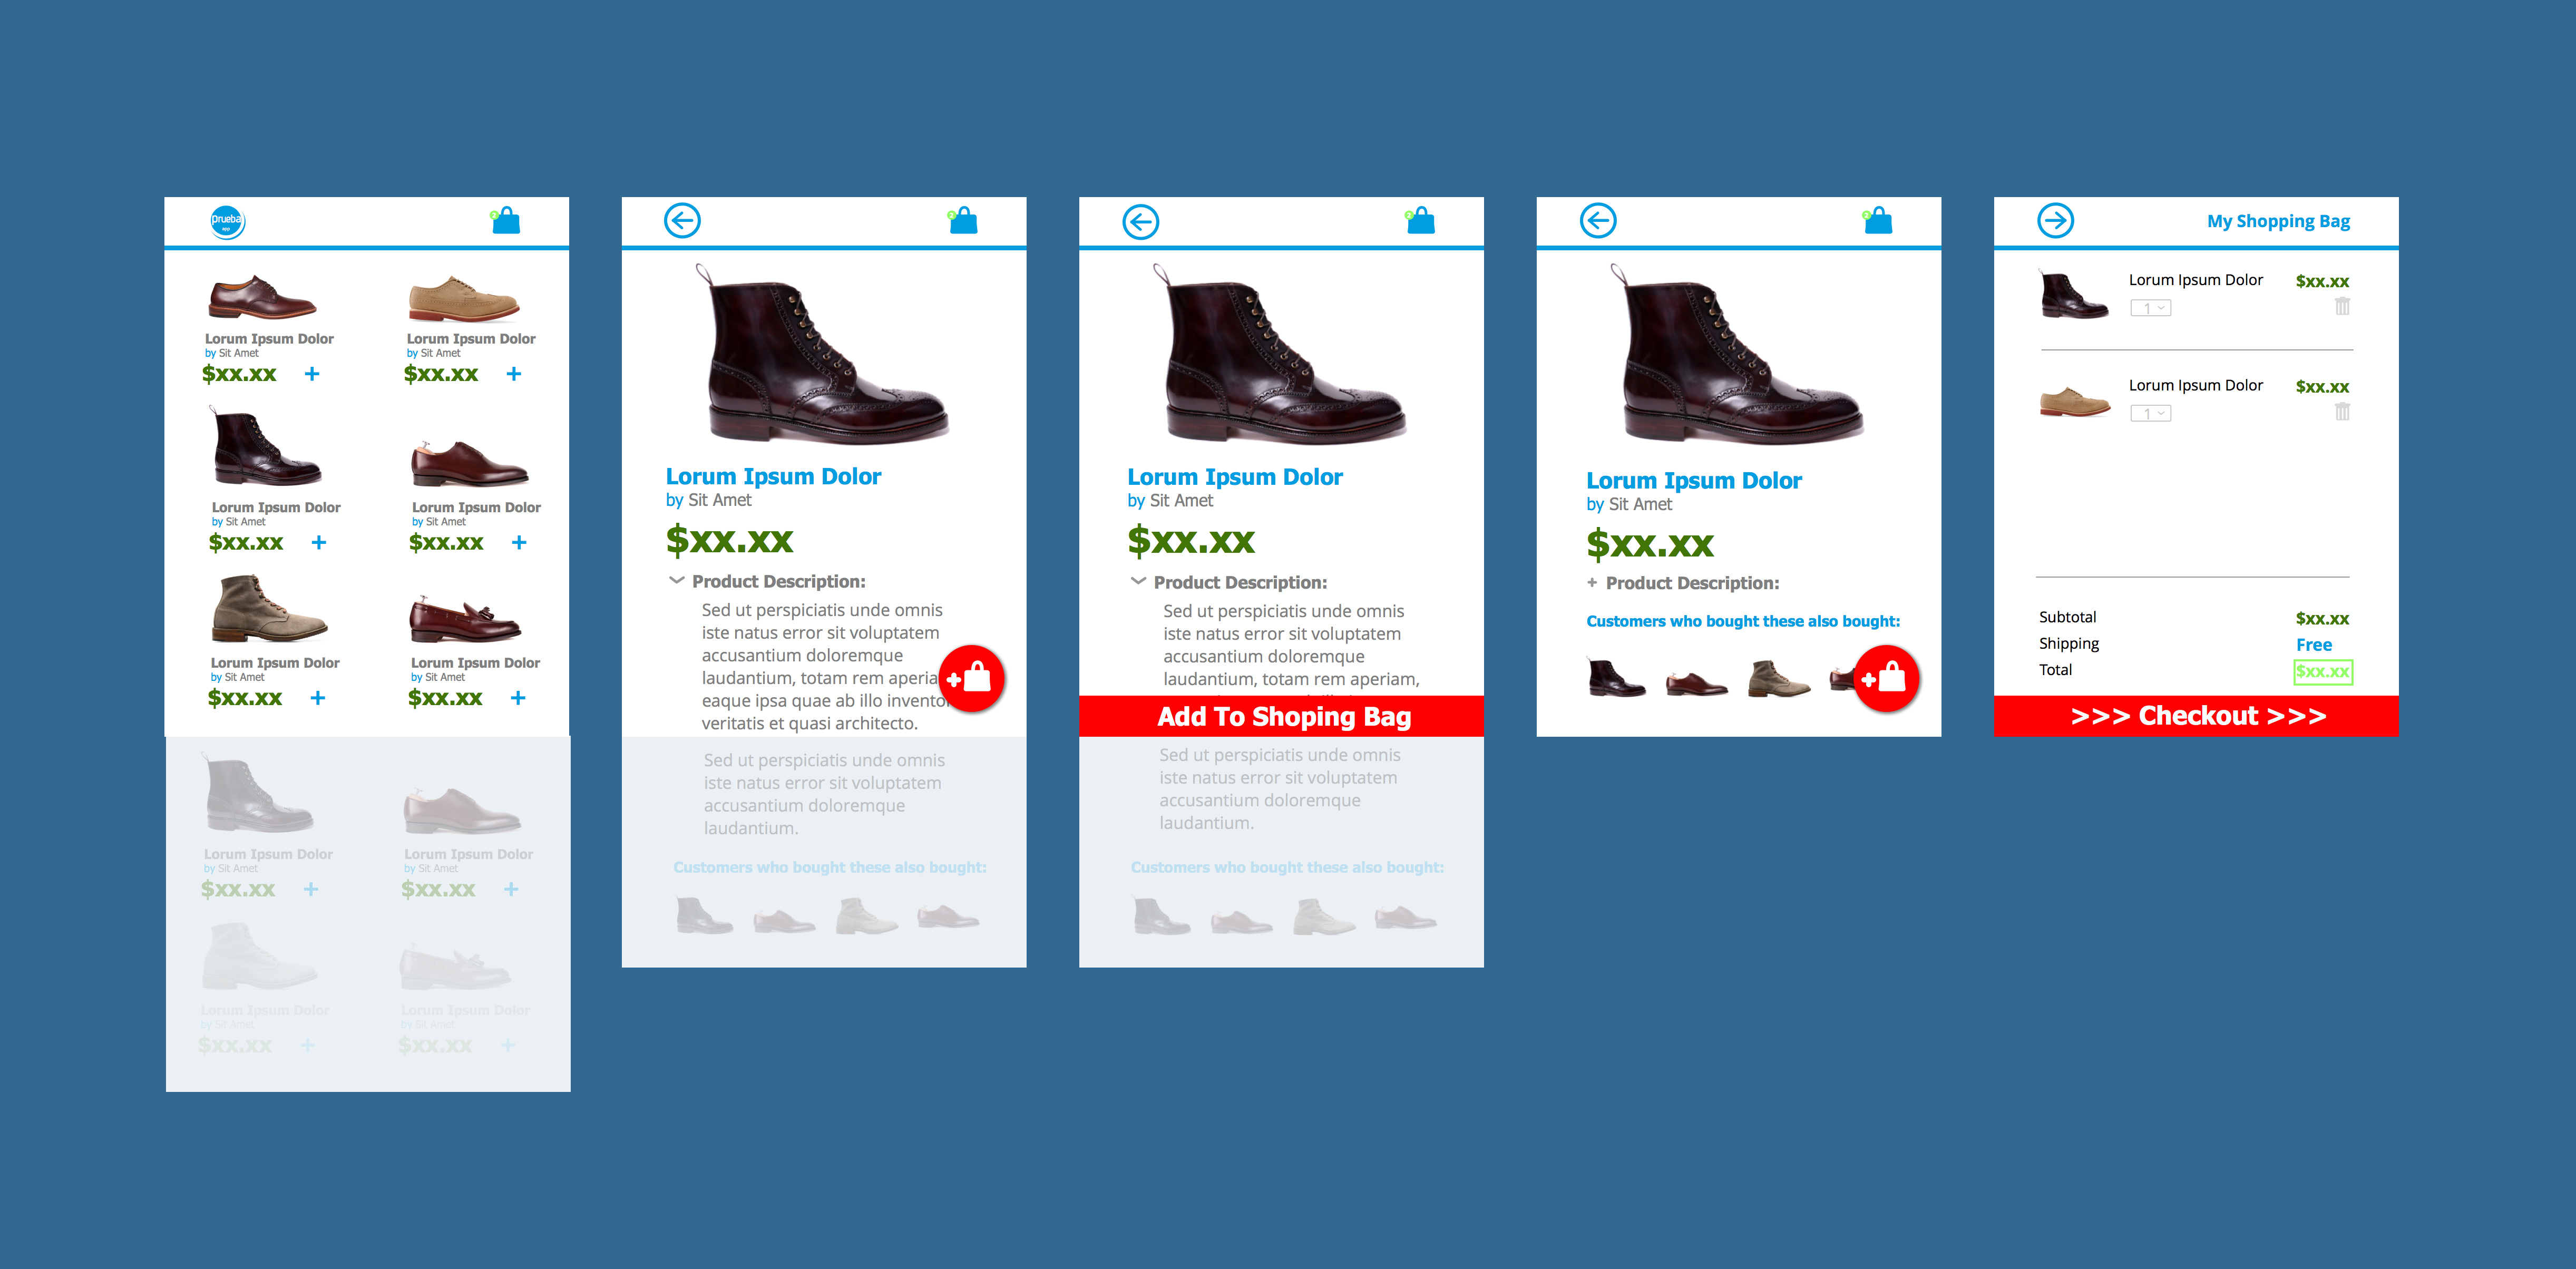 prueba
app
2
Lorum Ipsum Dolor
by Sit Amet
$xx.xx +
Lorum Ipsum Dolor
by Sit Amet
$xx.xx +
Lorum Ipsum Dolor
by Sit Amet
$xx.xx +
Lorum Ipsum Dolor
by Sit Amet
$xx.xx +
Lorum Ipsum Dolor
by Sit Amet
$xx.xx +
Lorum Ipsum Dolor
by Sit Amet
$xx.xx +
Lorum Ipsum Dolor
by Sit Amet
$xx.xx +
Lorum Ipsum Dolor
by Sit Amet
$xx.xx +
Lorum Ipsum Dolor
by Sit Amet
$xx.xx +
Lorum Ipsum Dolor
by Sit Amet
$xx.xx +
2
Lorum Ipsum Dolor
by Sit Amet
$xx.xx
Product Description:
Sed ut perspiciatis unde omnis
iste natus error sit voluptatem
accusantium doloremque
laudantium, totam rem aperia
eaque ipsa quae ab illo invento
veritatis et quasi architecto.
+
Sed ut perspiciatis unde omnis
iste natus error sit voluptatem
accusantium doloremque
laudantium.
Customers who bought these also bought:
2
Lorum Ipsum Dolor
by Sit Amet
$xx.xx
Product Description:
Sed ut perspiciatis unde omnis
iste natus error sit voluptatem
accusantium doloremque
laudantium, totam rem aperiam,
Add To Shoping Bag
Sed ut perspiciatis unde omnis
iste natus error sit voluptatem
accusantium doloremque
laudantium.
Customers who bought these also bought:
2
Lorum Ipsum Dolor
by Sit Amet
$xx.xx
+ Product Description:
Customers who bought these also bought:
+
My Shopping Bag
Lorum Ipsum Dolor $xx.xx
1
Lorum Ipsum Dolor $xx.xx
1
Subtotal $xx.xx
Shipping Free
Total $xx.xx
>>> Checkout >>>